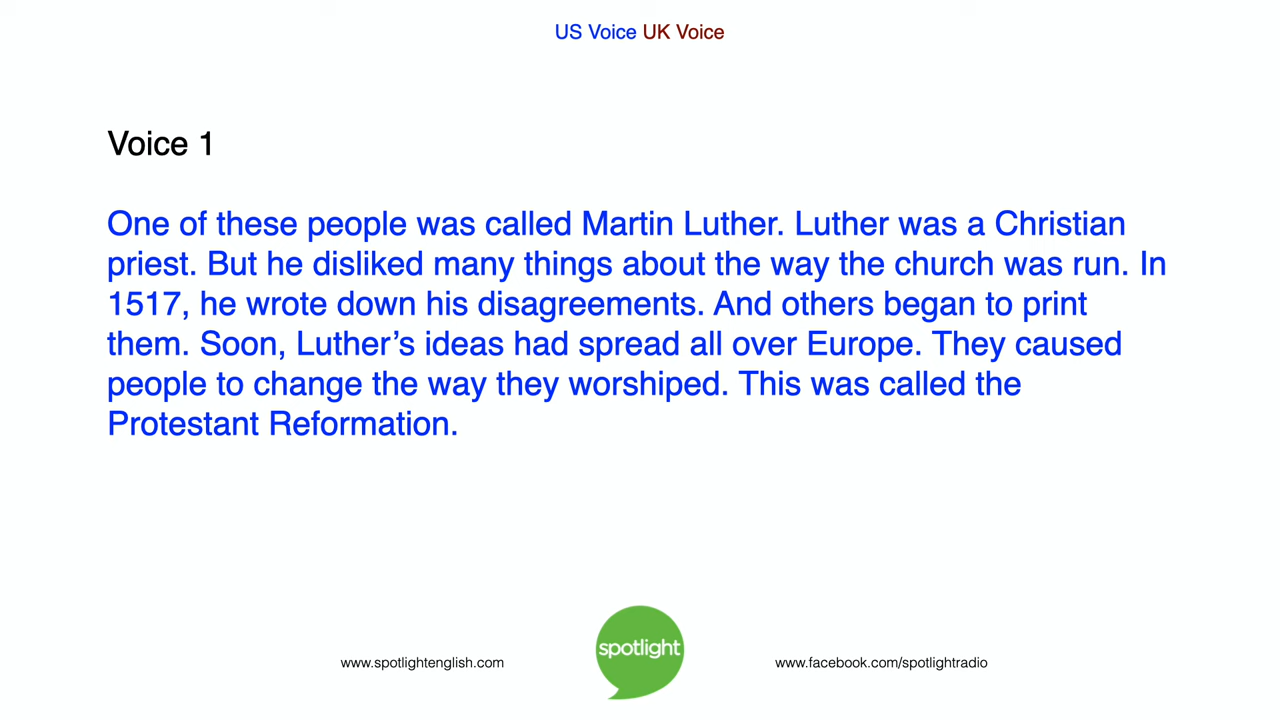 US Voice UK Voice
Voice 1
One of these people was called Martin Luther. Luther was a Christian
priest. But he disliked many things about the way the church was run. In
1517, he wrote down his disagreements. And others began to print
them. Soon, Luther’s ideas had spread all over Europe. They caused
people to change the way they worshiped. This was called the
Protestant Reformation.
www.spotlightenglish.com
spotlight
www.facebook.com/spotlightradio